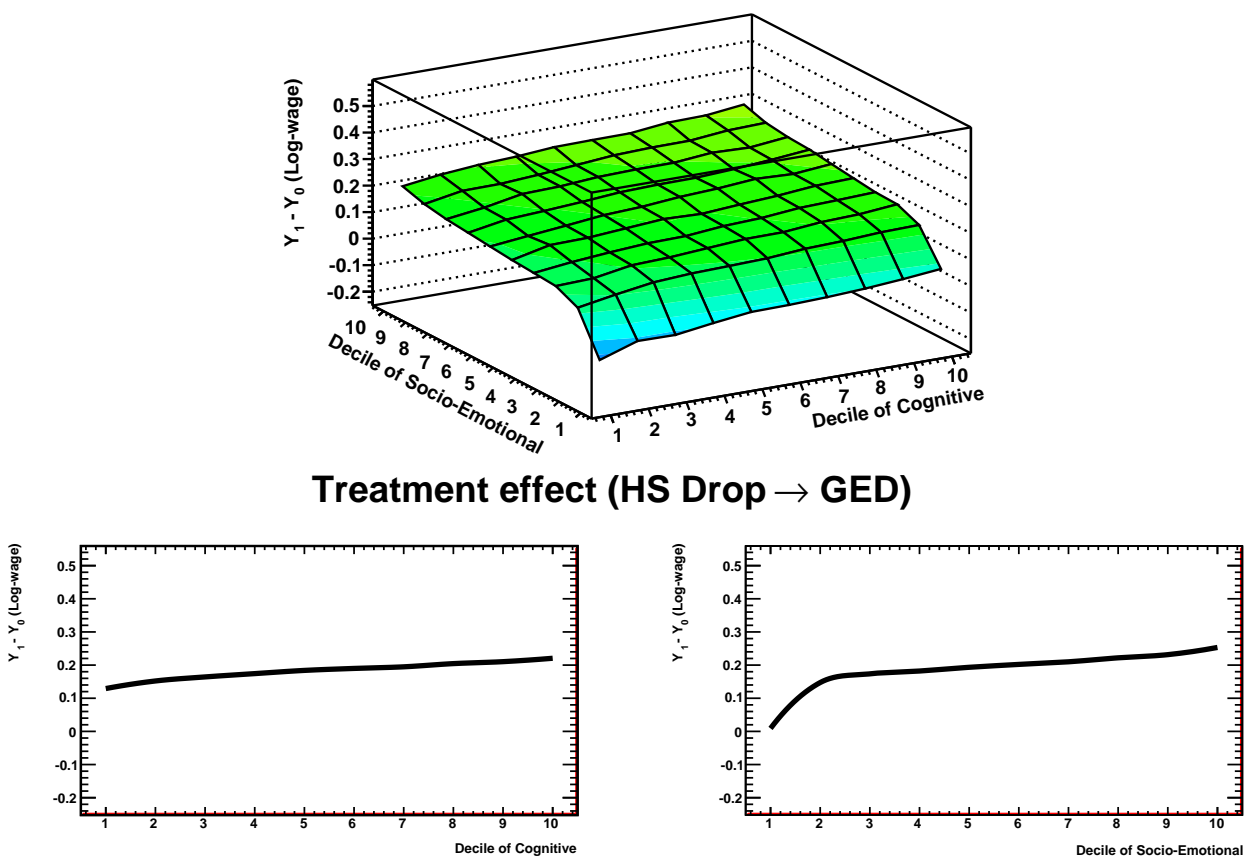 Y1 - Y0 (Log-wage)
0.5
0.4
0.3
0.2
0.1
0
-0.1
-0.2
10 9 8 7 6 5 4 3 2 1
Decile of Socio-Emotional
1 2 3 4 5 6 7 8 9 10
Decile of Cognitive
Treatment effect (HS Drop → GED)
Y1 - Y0 (Log-wage)
0.5
0.4
0.3
0.2
0.1
0
-0.1
-0.2
1 2 3 4 5 6 7 8 9 10
Decile of Cognitive
Y1 - Y0 (Log-wage)
0.5
0.4
0.3
0.2
0.1
0
-0.1
-0.2
1 2 3 4 5 6 7 8 9 10
Decile of Socio-Emotional